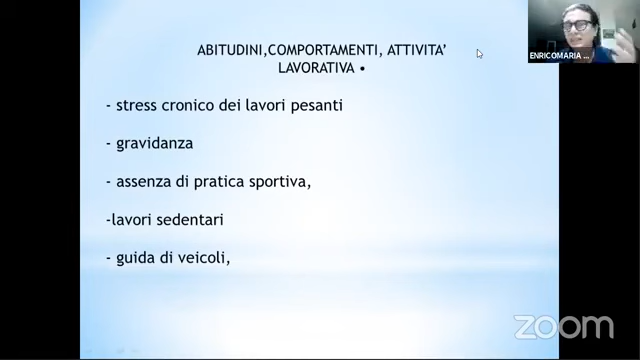 ABITUDINI,COMPORTAMENTI, ATTIVITA’
LAVORATIVA •
- stress cronico dei lavori pesanti
- gravidanza
- assenza di pratica sportiva,
-lavori sedentari
- guida di veicoli,
ENRICOMARIA ...
zoom